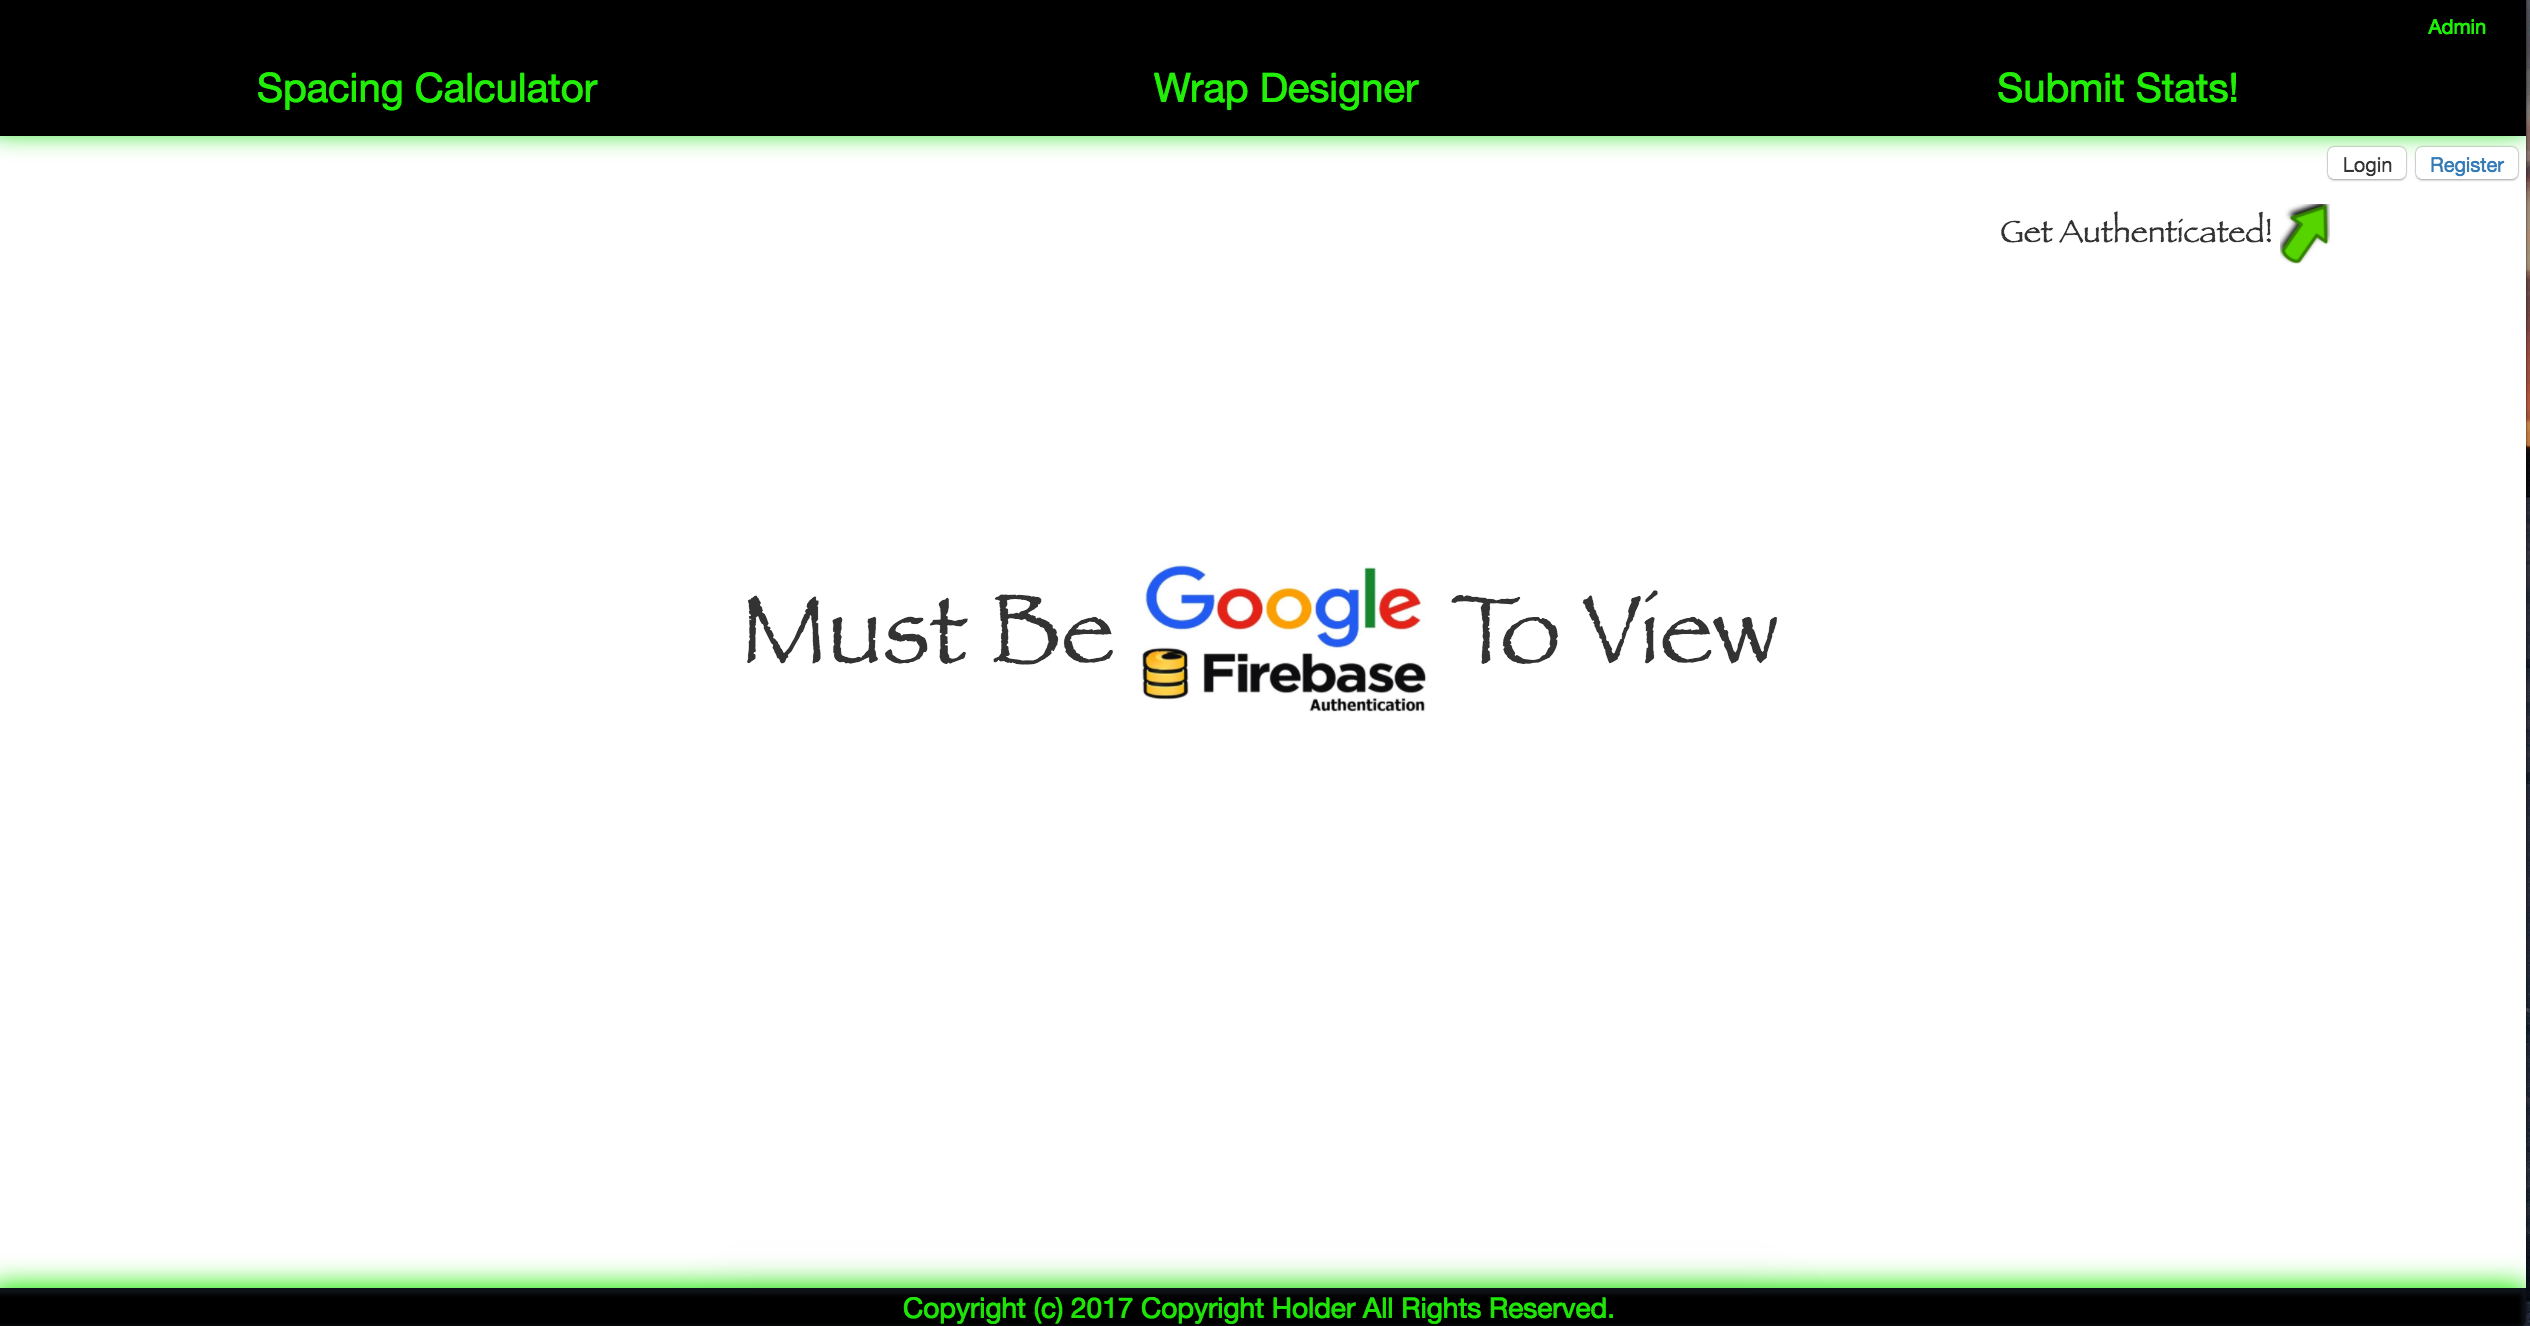 Admin
Spacing Calculator Wrap Designer Submit Stats!
Login Register
Get Authenticated!
Must Be Google To View
Firebase
Authentication
Copyright (c) 2017 Copyright Holder All Rights Reserved.